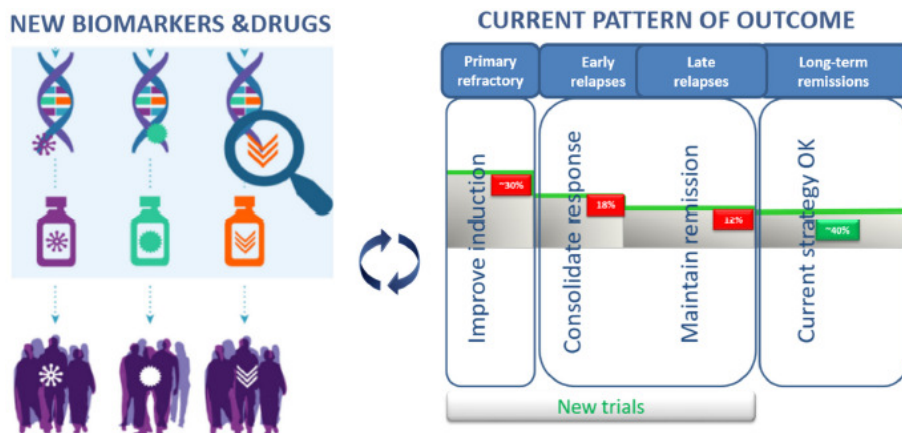 NEW BIOMARKERS &DRUGS
CURRENT PATTERN OF OUTCOME
Primary
refractory
Early
relapses
Late
relapses
Long-term
remissions
~30%
18%
12%
~40%
Improve induction
Consolidate response
Maintain remission
Current strategy OK
New trials